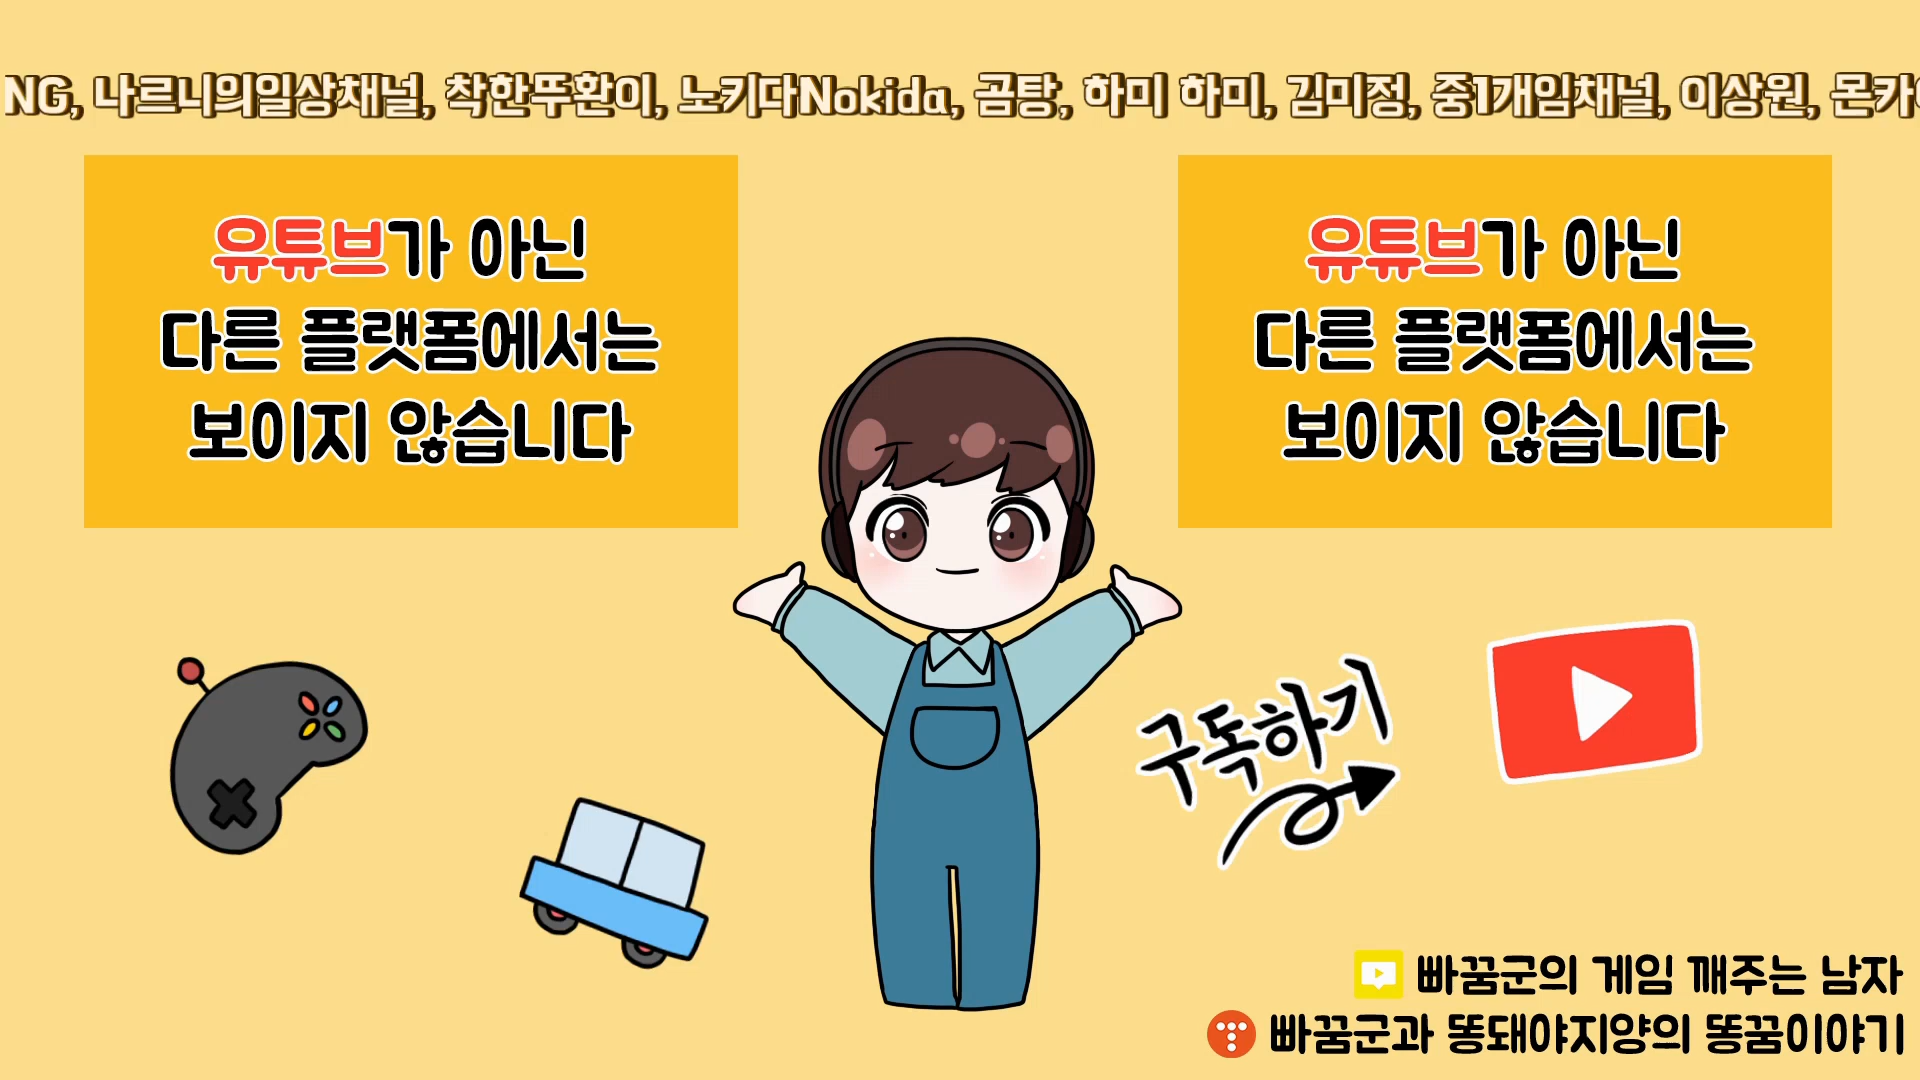 NG, 나르니의일상채널, 착한뚜환이, 노키다Nokida, 곰탕, 하미 하미, 김미정, 중1개임채널, 이상원, 몬카
유튜브가 아닌
다른 플랫폼에서는
보이지 않습니다
유튜브가 아닌
다른 플랫폼에서는
보이지 않습니다
구독하기
빠꿈군의 게임 깨주는 남자
빠꿈군과 똥돼야지양의 똥꿈이야기